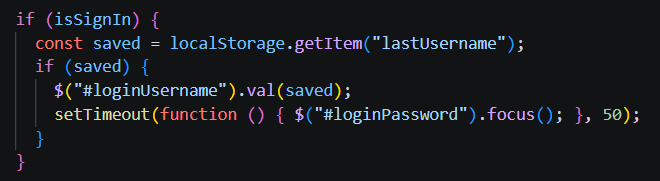 if (isSignIn) {
  const saved = localStorage.getItem("lastUsername");
  if (saved) {
    $("#loginUsername").val(saved);
    setTimeout(function () { $("#loginPassword").focus(); }, 50);
  }
}